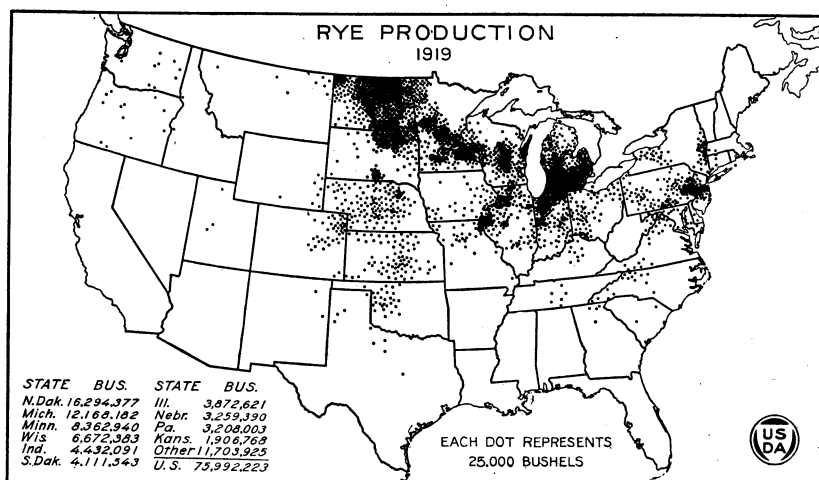 RYE PRODUCTION
1919
STATE BUS. STATE BUS.
N.Dak. 16,294,377 Ill. 3,872,621
Mich. 12,168,182 Nebr. 3,259,390
Minn. 8,362,940 Pa. 3,208,003
Wis. 6,672,383 Kans. 1,906,768
Ind. 4,432,091 Other 11,703,925
S.Dak. 4,111,543 U.S. 75,992,223
EACH DOT REPRESENTS
25,000 BUSHELS
US
DA